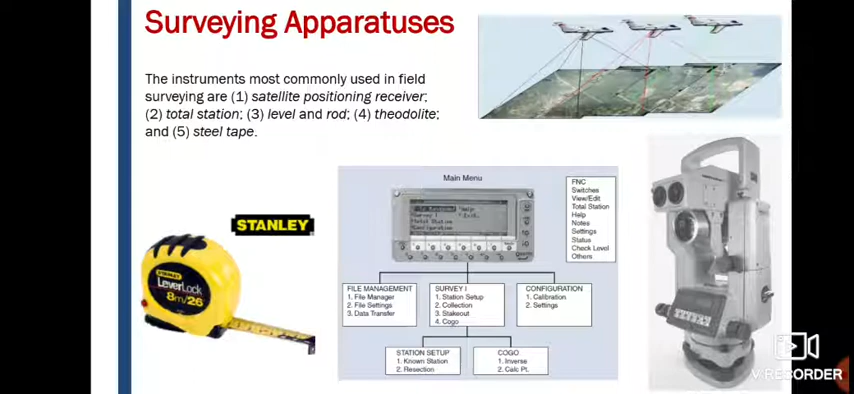 Surveying Apparatuses
The instruments most commonly used in field
surveying are (1) satellite positioning receiver;
(2) total station; (3) level and rod; (4) theodolite;
and (5) steel tape.
STANLEY
STANLEY
LeverLock
8m/26
Main Menu
Help
Survey I
Configuration
FNC
Switches
View/Edit
Total Station
Help
Notes
Settings
Status
Check Level
Others
FILE MANAGEMENT
1. File Manager
2. File Settings
3. Data Transfer
SURVEY I
1. Station Setup
2. Collection
3. Stakeout
4. Cogo
CONFIGURATION
1. Calibration
2. Settings
STATION SETUP
1. Known Station
2. Resection
COGO
1. Inverse
2. Calc Pt.
V RECORDER